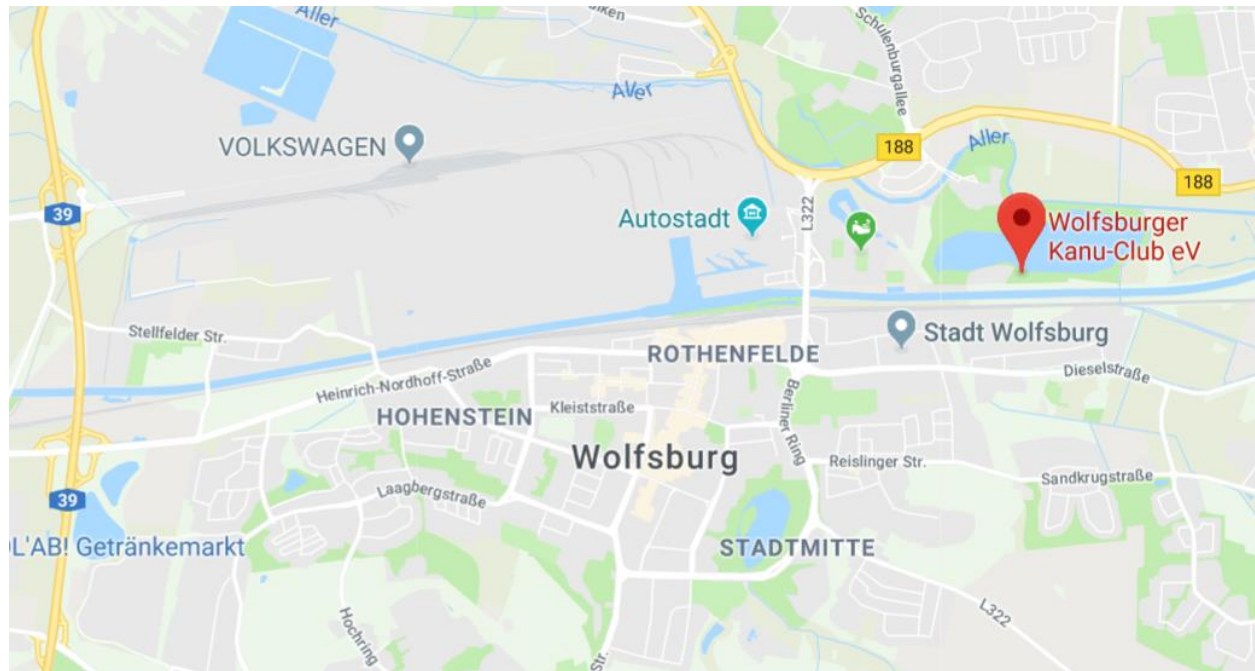 Aller
ilken
Schulenburgallee
Aller
VOLKSWAGEN
188
Aller
188
39
Autostadt
L322
Wolfsburger
Kanu-Club eV
Stellfelder Str.
Stadt Wolfsburg
ROTHENFELDE
Heinrich-Nordhoff-Straße
Dieselstraße
HOHENSTEIN
Kleiststraße
Berliner Ring
Wolfsburg
Reislinger Str.
Sandkrugstraße
39
Laagbergstraße
OL'AB! Getränkemarkt
STADTMITTE
L322
Hochring
Str.